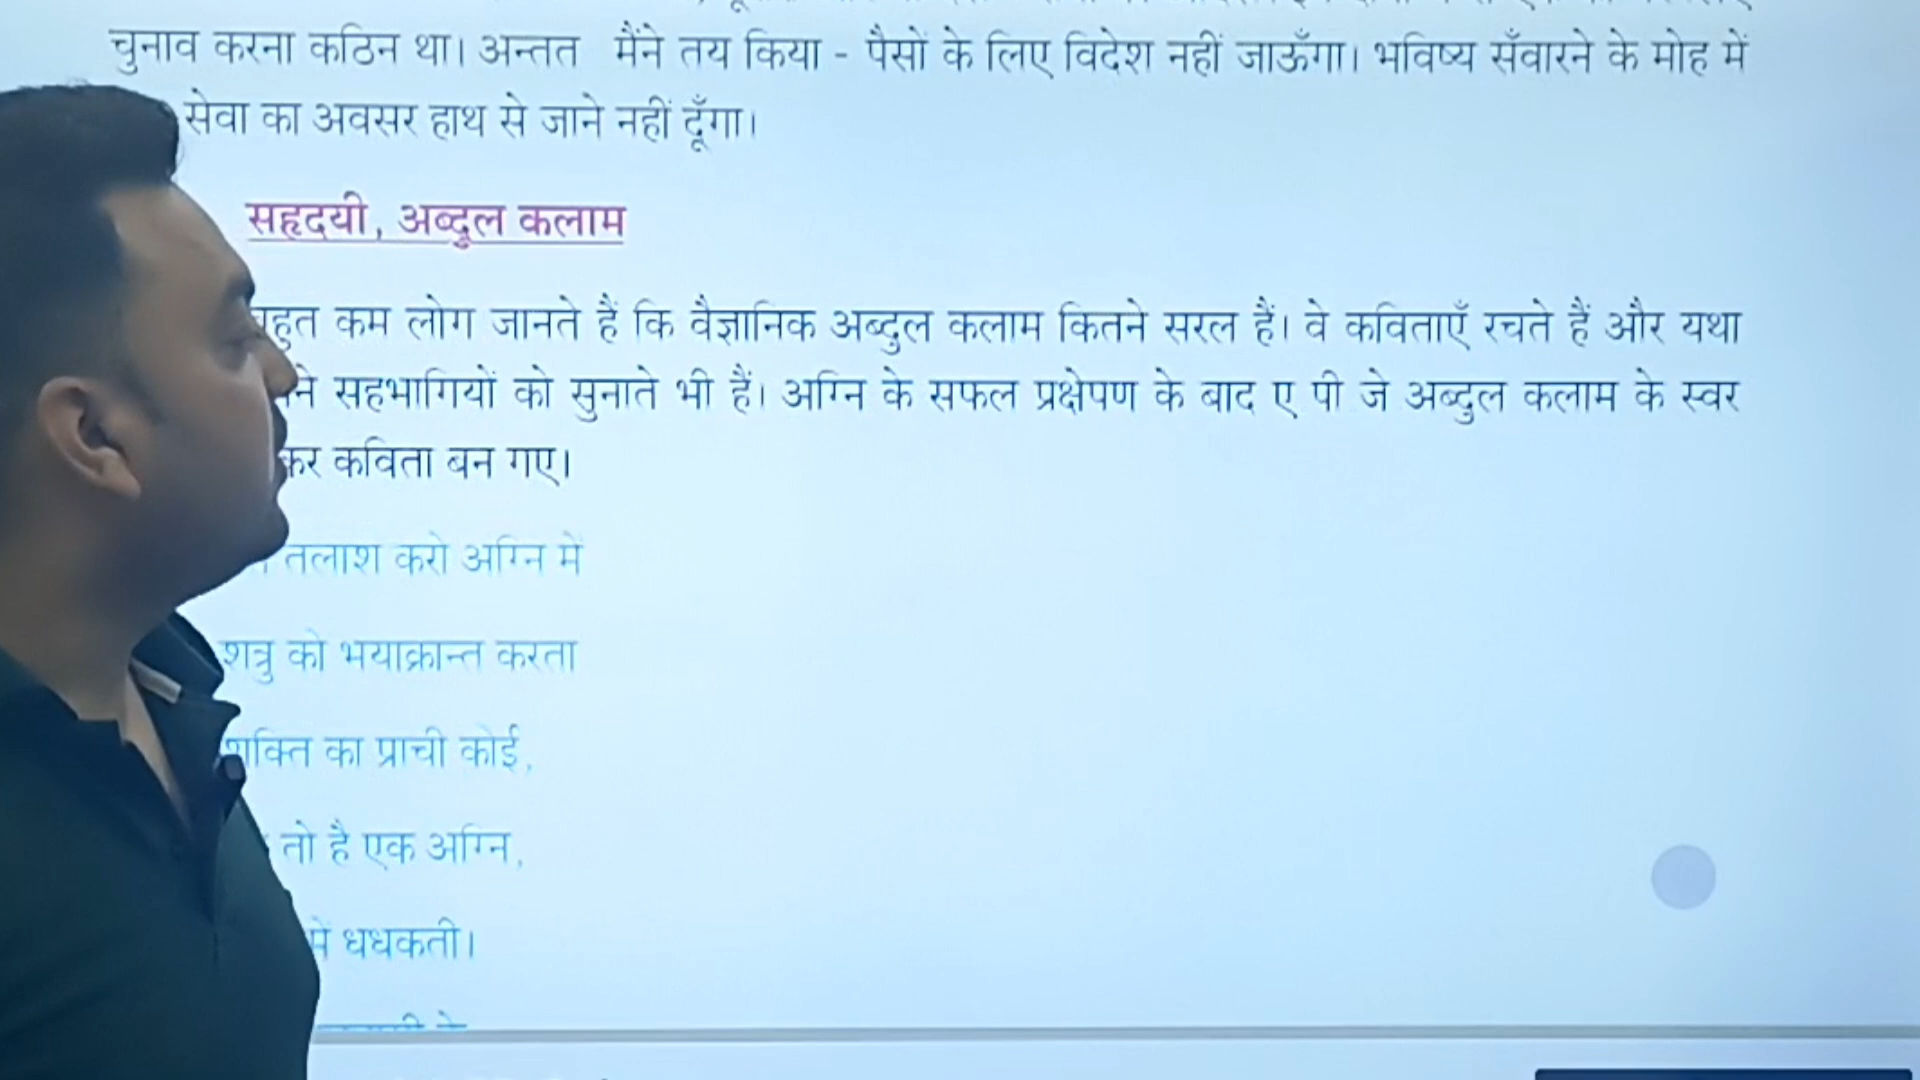 चुनाव करना कठिन था। अन्तत मैंने तय किया - पैसों के लिए विदेश नहीं जाऊँगा। भविष्य सँवारने के मोह में
सेवा का अवसर हाथ से जाने नहीं दूँगा।
सहृदयी, अब्दुल कलाम
बहुत कम लोग जानते हैं कि वैज्ञानिक अब्दुल कलाम कितने सरल हैं। वे कविताएँ रचते हैं और यथा
सहभागियों को सुनाते भी हैं। अग्नि के सफल प्रक्षेपण के बाद ए पी जे अब्दुल कलाम के स्वर
कविता बन गए।
तलाश करो अग्नि में
शत्रु को भयाक्रान्त करता
शक्ति का प्राची कोई,
तो है एक अग्नि,
में धधकती।